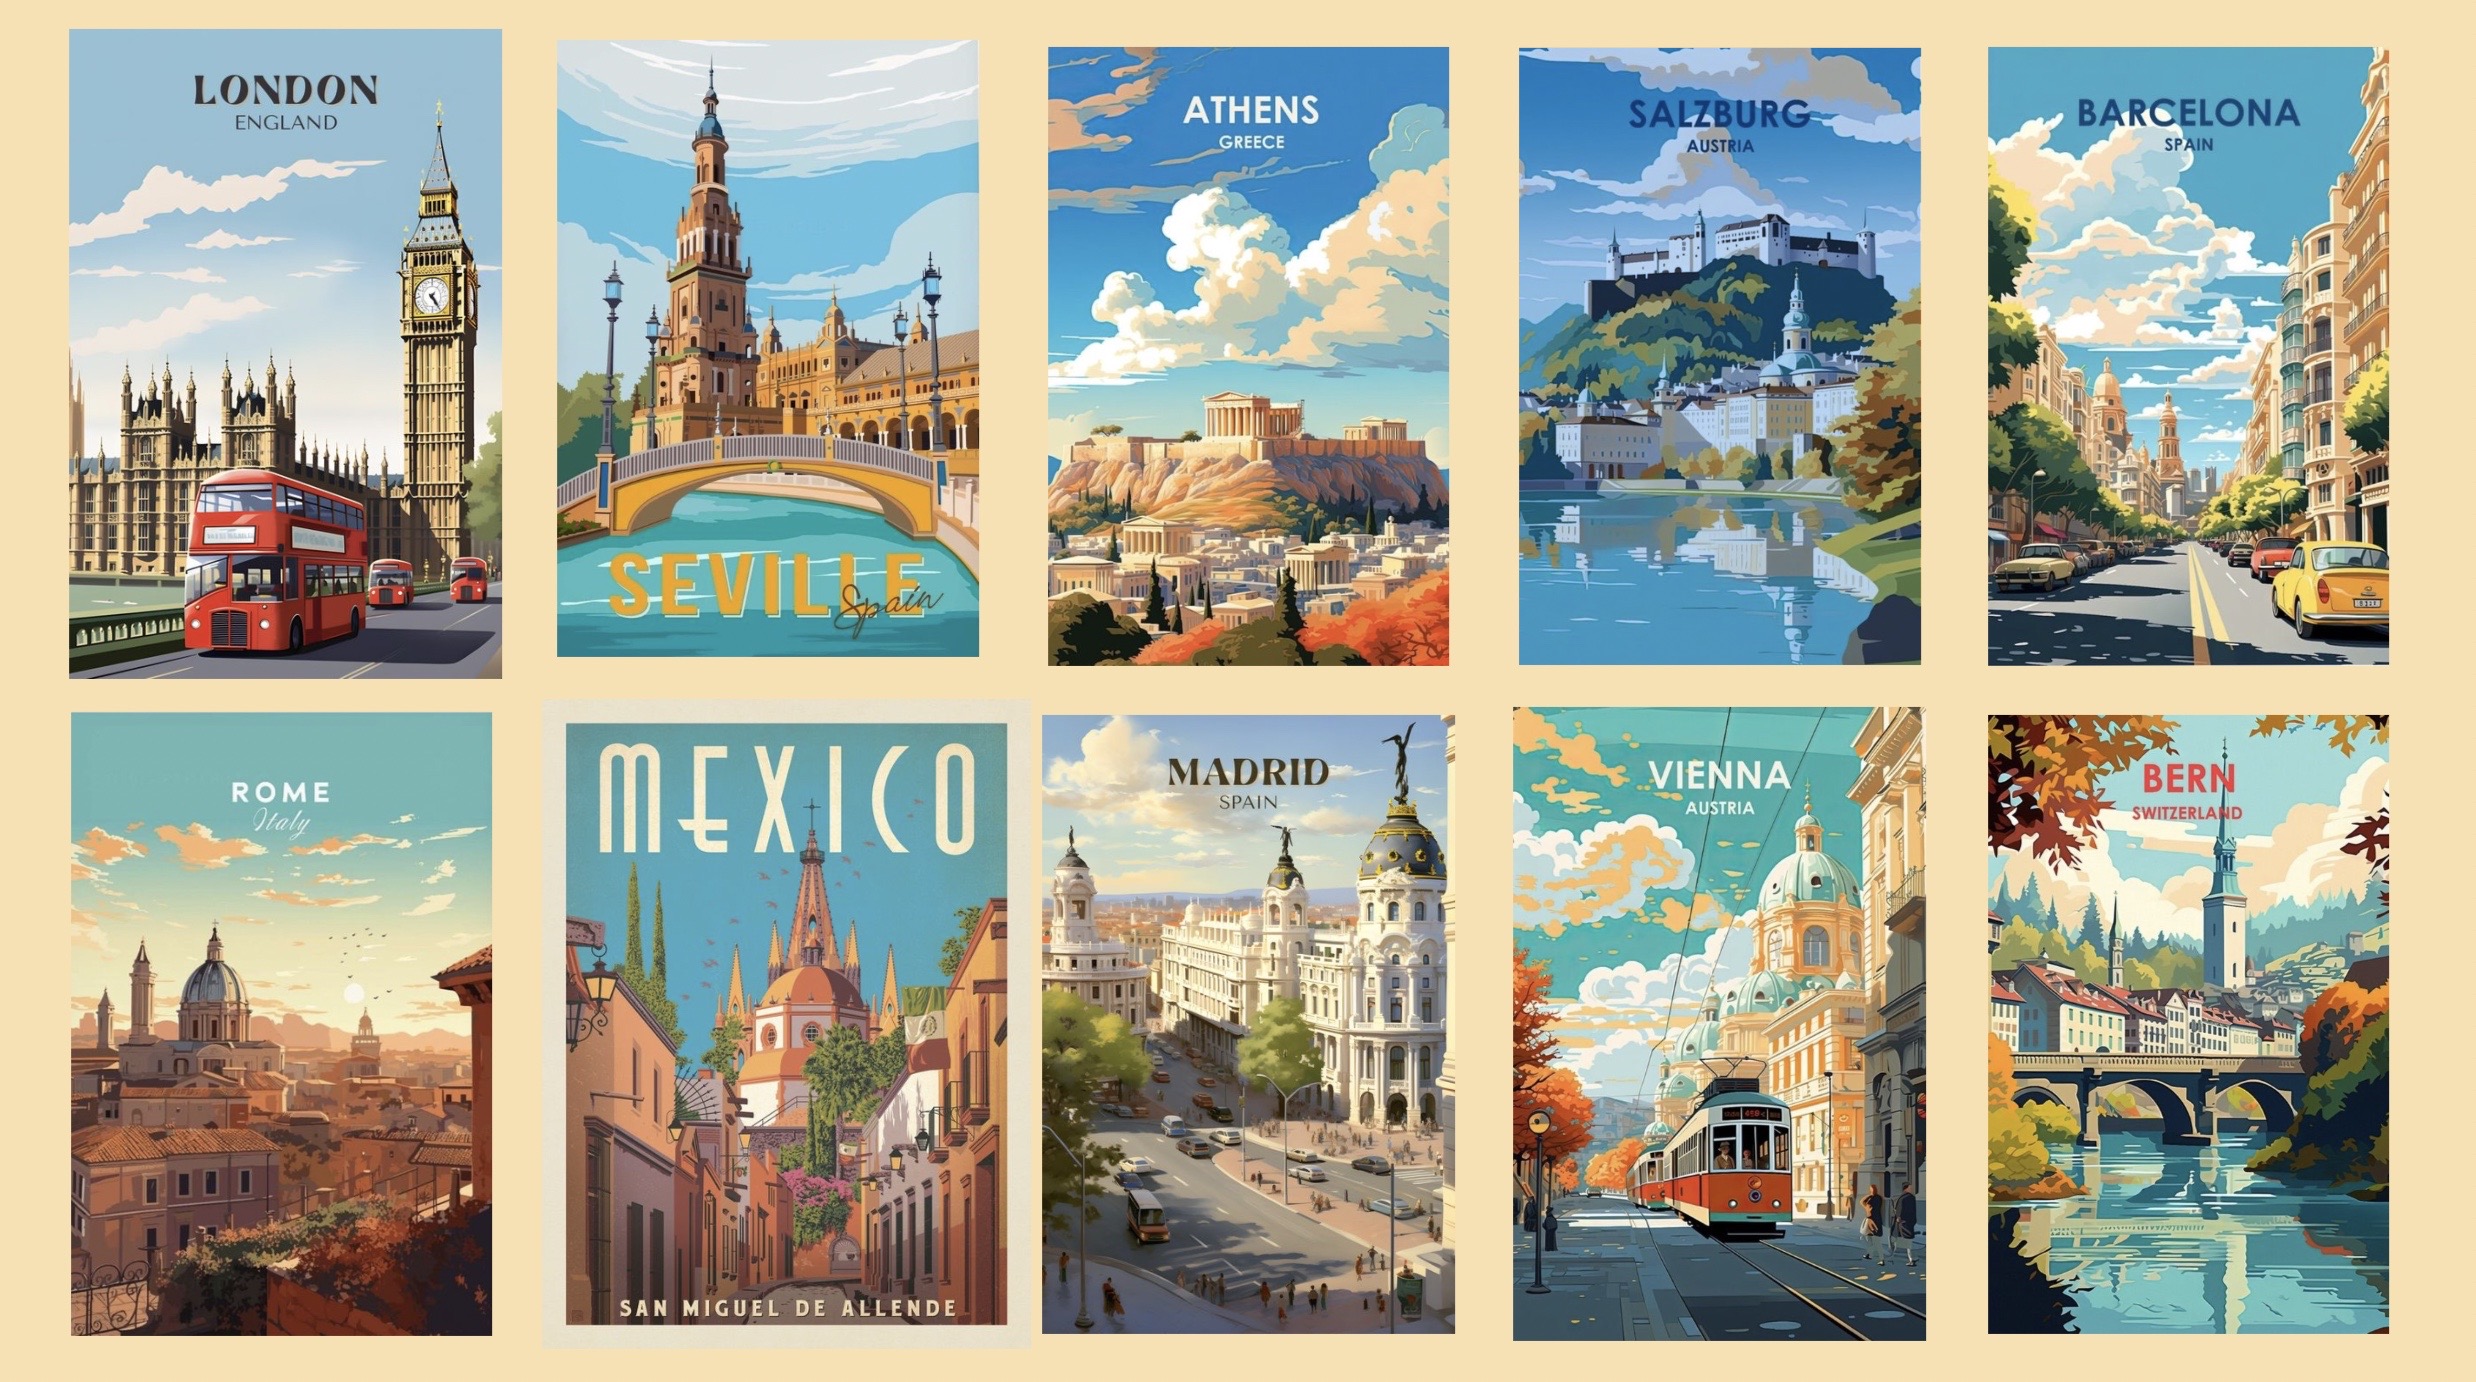 LONDON
ENGLAND
SEVILLE
Spain
ATHENS
GREECE
SALZBURG
AUSTRIA
BARCELONA
SPAIN
ROME
Italy
MEXICO
SAN MIGUEL DE ALLENDE
MADRID
SPAIN
VIENNA
AUSTRIA
BERN
SWITZERLAND